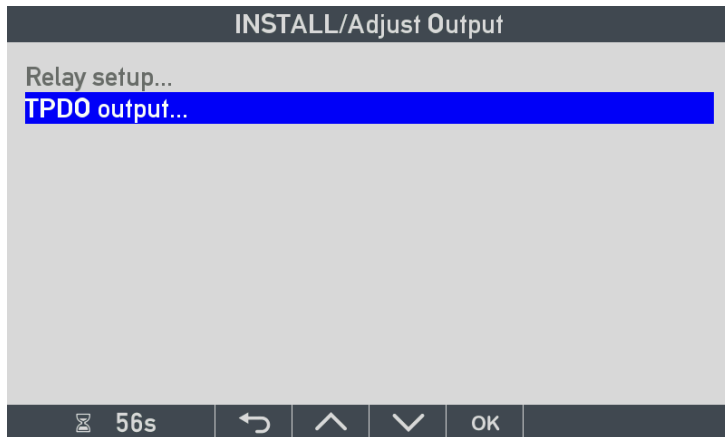 INSTALL/Adjust Output
Relay setup...
TPDO output...
56s
OK